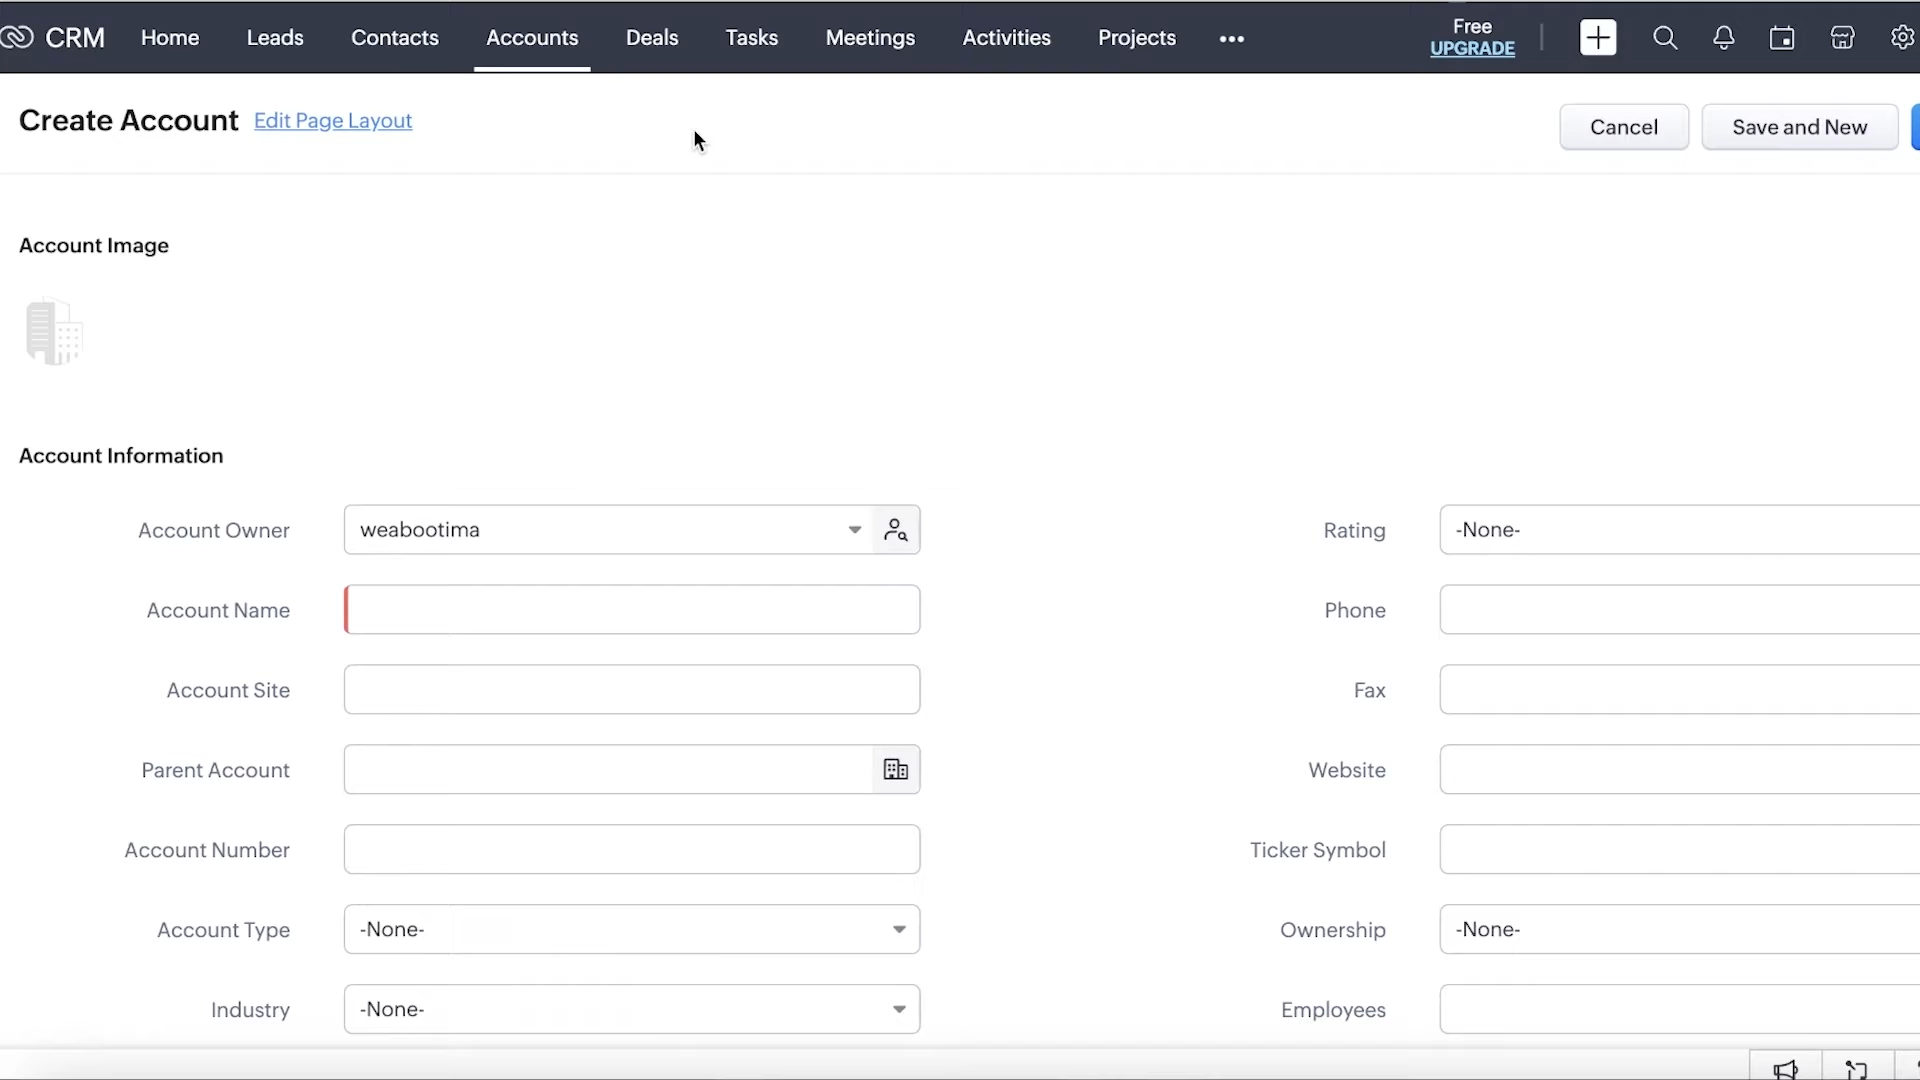 CRM Home Leads Contacts Accounts Deals Tasks Meetings Activities Projects ••• Free
UPGRADE
Create Account Edit Page Layout Cancel Save and New
Account Image
Account Information
Account Owner weabootima Rating -None-
Account Name Phone
Account Site Fax
Parent Account Website
Account Number Ticker Symbol
Account Type -None- Ownership -None-
Industry -None- Employees